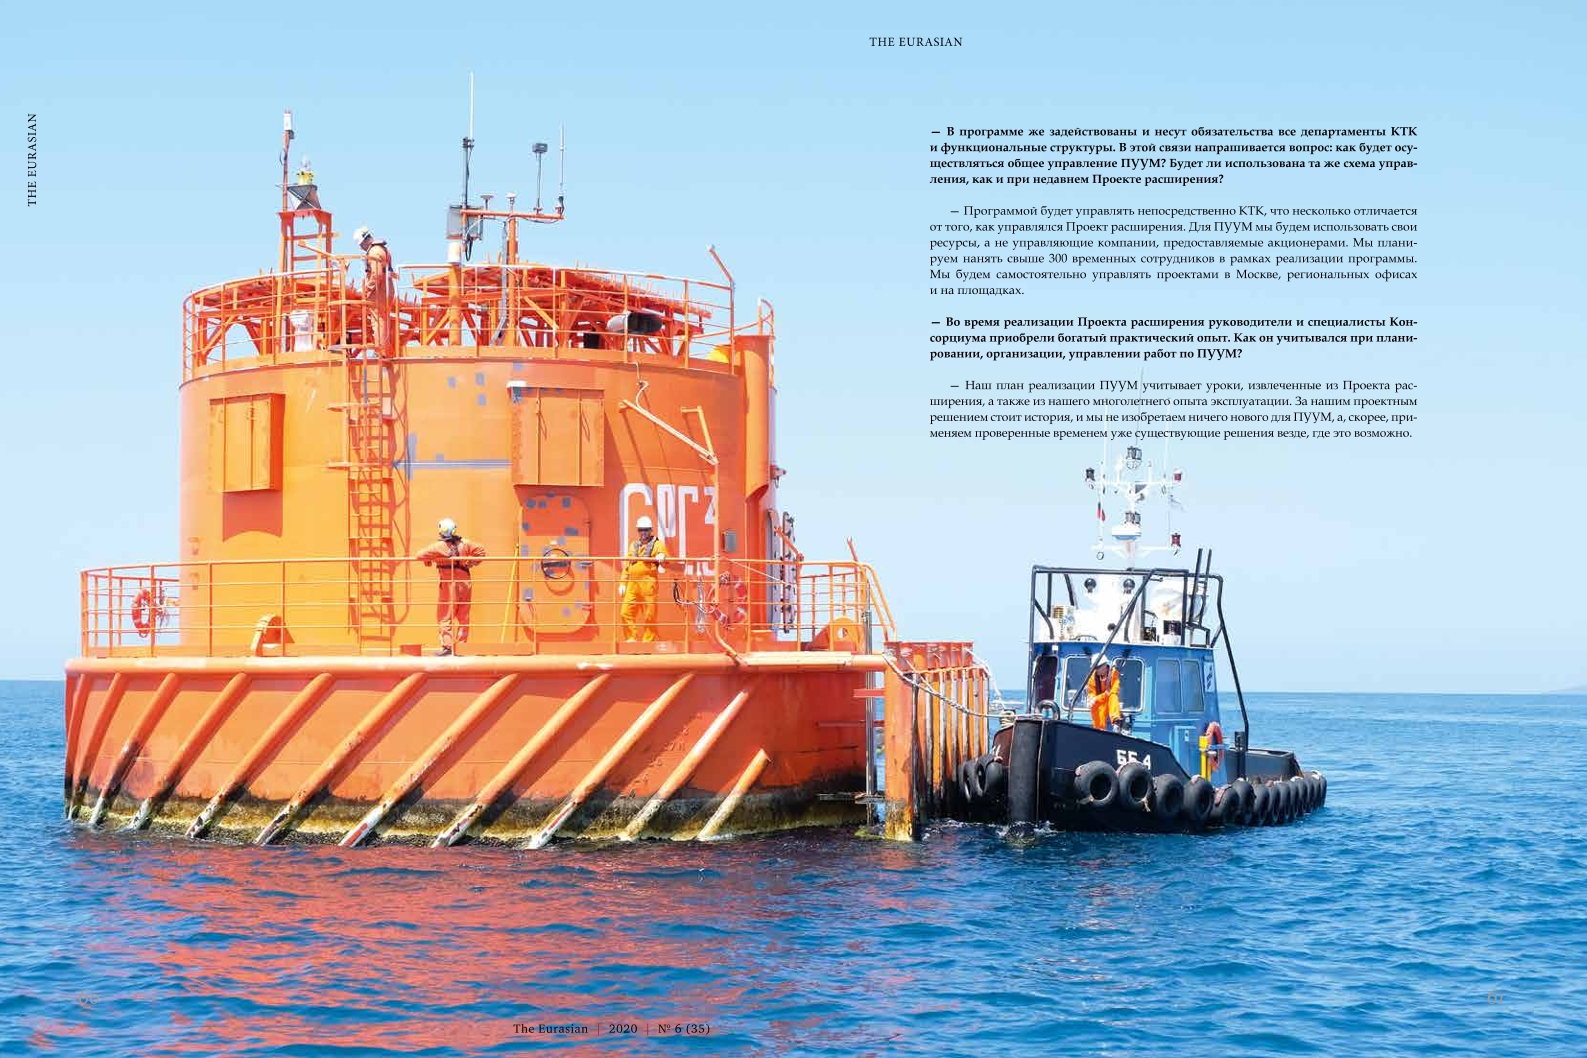 THE EURASIAN
THE EURASIAN
— В программе же задействованы и несут обязательства все департаменты КТК
и функциональные структуры. В этой связи напрашивается вопрос: как будет осу-
ществляться общее управление ПУУМ? Будет ли использована та же схема управ-
ления, как и при недавнем Проекте расширения?
— Программой будет управлять непосредственно КТК, что несколько отличается
от того, как управлялся Проект расширения. Для ПУУМ мы будем использовать свои
ресурсы, а не управляющие компании, предоставляемые акционерами. Мы плани-
руем нанять свыше 300 временных сотрудников в рамках реализации программы.
Мы будем самостоятельно управлять проектами в Москве, региональных офисах
и на площадках.
— Во время реализации Проекта расширения руководители и специалисты Кон-
сорциума приобрели богатый практический опыт. Как он учитывался при плани-
ровании, организации, управлении работ по ПУУМ?
— Наш план реализации ПУУМ учитывает уроки, извлеченные из Проекта рас-
ширения, а также из нашего многолетнего опыта эксплуатации. За нашим проектным
решением стоит история, и мы не изобретаем ничего нового для ПУУМ, а, скорее, при-
меняем проверенные временем уже существующие решения везде, где это возможно.
The Eurasian | 2020 | № 6 (35)